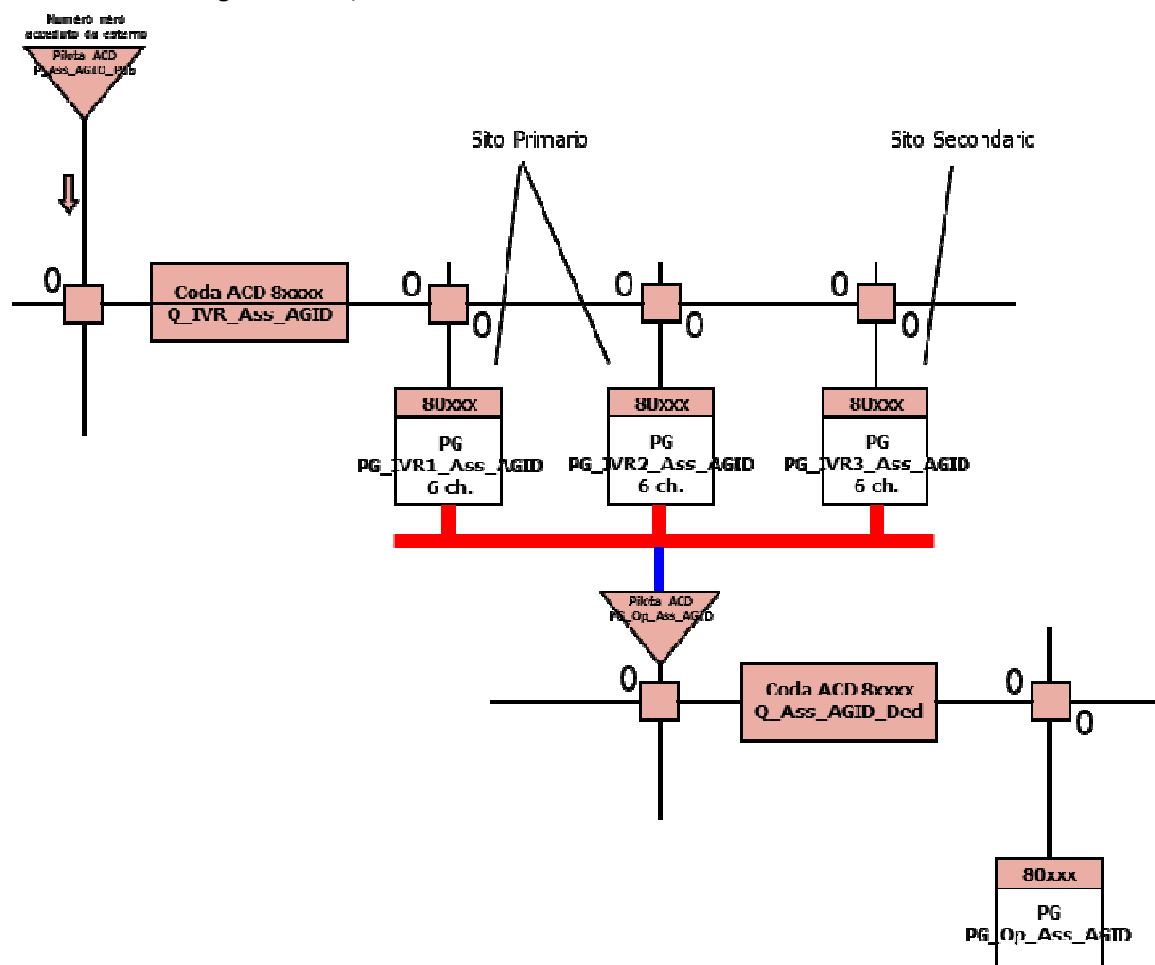 Numero nero
acceduto da esterno
Pilota ACD
P_Ass_AGID_Pub
Sito Primario
Sito Secondario
0
Coda ACD 8xxxx
Q_IVR_Ass_AGID
0
0
0
0
0
0
80xxx
PG
PG_IVR1_Ass_AGID
6 ch.
80xxx
PG
PG_IVR2_Ass_AGID
6 ch.
80xxx
PG
PG_IVR3_Ass_AGID
6 ch.
Pilota ACD
PG_Op_Ass_AGID
0
Coda ACD 8xxxx
Q_Ass_AGID_Ded
0
0
80xxx
PG
PG_Op_Ass_AGID